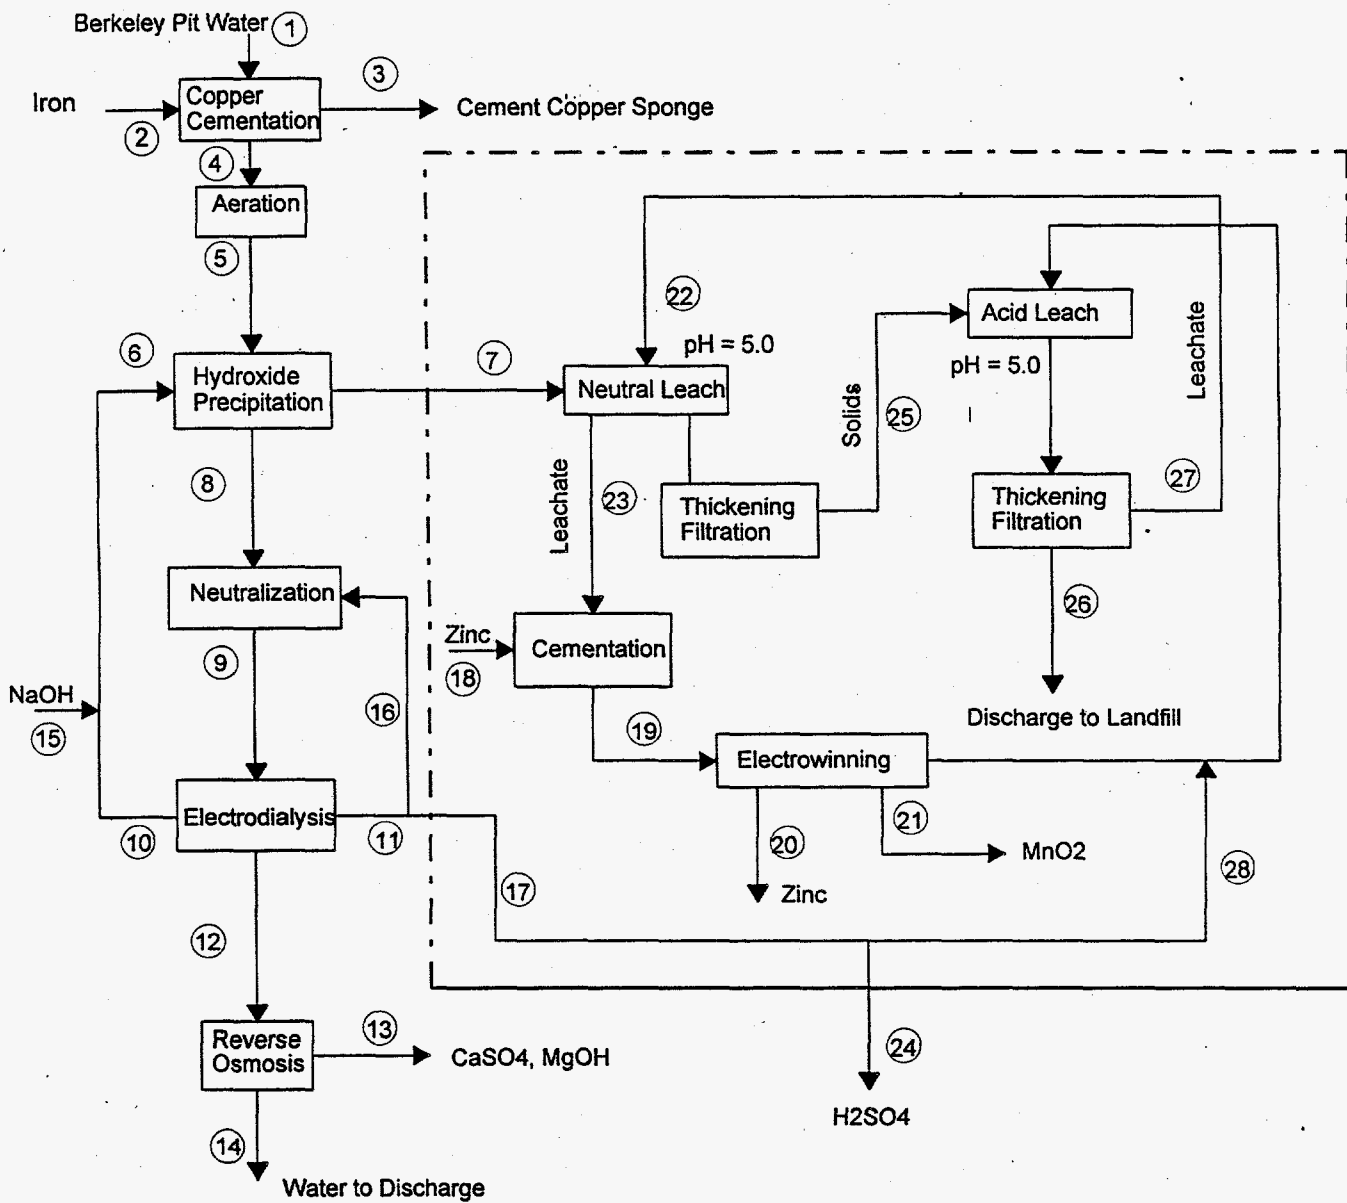 Berkeley Pit Water 1
Iron
2
Copper
Cementation
3
Cement Copper Sponge
4
Aeration
5
6
Hydroxide
Precipitation
7
22
pH = 5.0
Neutral Leach
Acid Leach
pH = 5.0
Leachate
Solids
25
8
Leachate
23
Thickening
Filtration
Thickening
Filtration
27
26
Discharge to Landfill
Neutralization
9
16
Zinc
18
Cementation
19
NaOH
15
Electrowinning
20
Zinc
21
MnO2
28
Electrodialysis
10
11
17
12
Reverse
Osmosis
13
CaSO4, MgOH
24
H2SO4
14
Water to Discharge